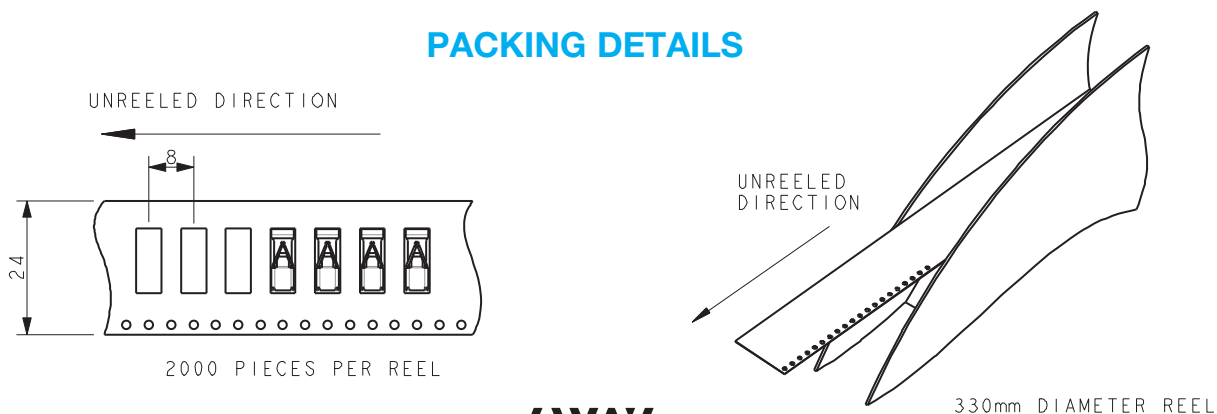 PACKING DETAILS
UNREELED DIRECTION
8
24
2000 PIECES PER REEL
UNREELED
DIRECTION
330mm DIAMETER REEL